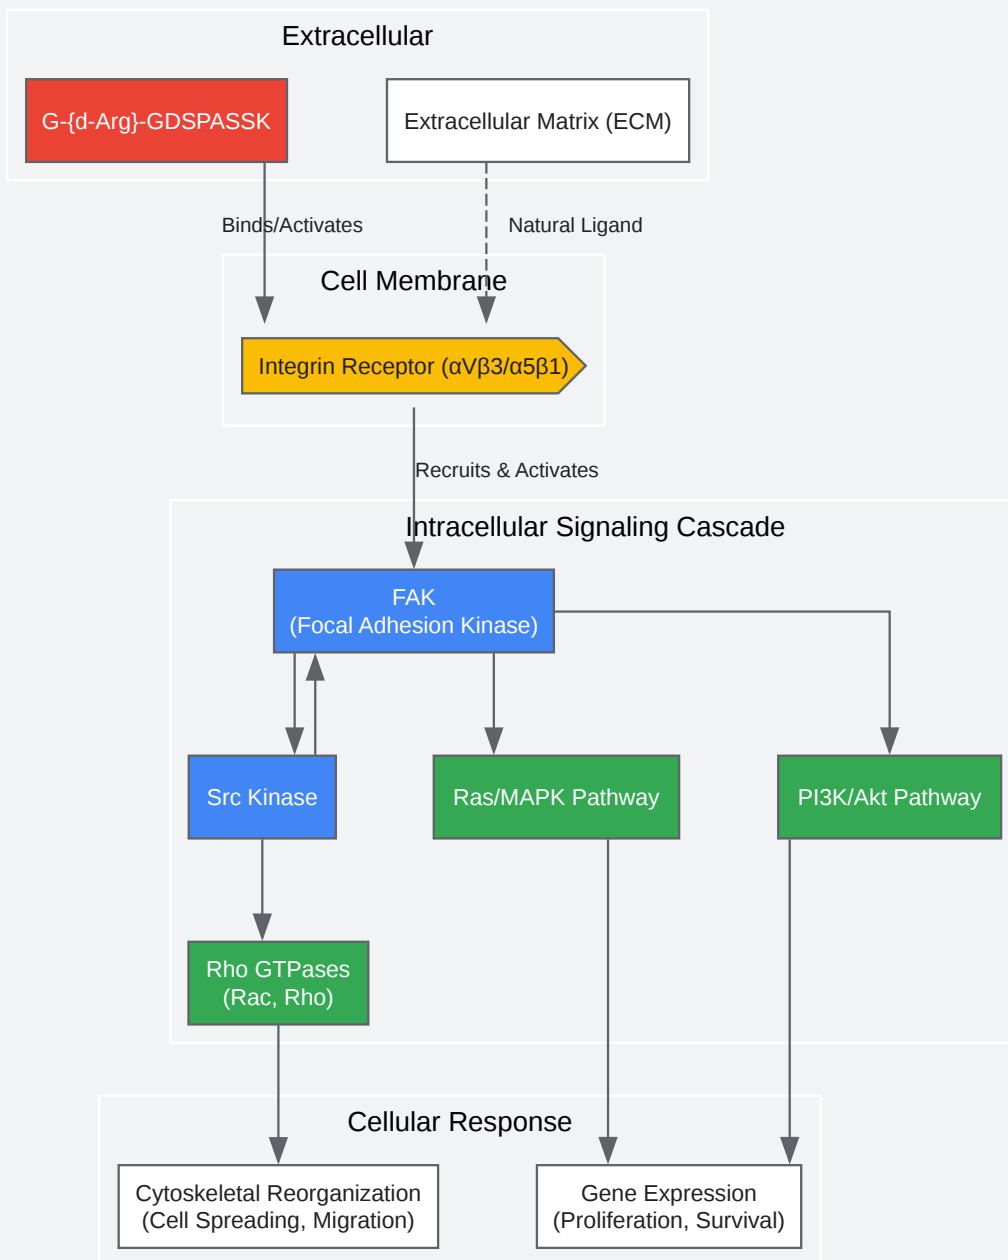 Extracellular
G-{d-Arg}-GDSPASSK
Extracellular Matrix (ECM)
Binds/Activates
Natural Ligand
Cell Membrane
Integrin Receptor (αVβ3/α5β1)
Recruits & Activates
Intracellular Signaling Cascade
FAK
(Focal Adhesion Kinase)
Src Kinase
Ras/MAPK Pathway
PI3K/Akt Pathway
Rho GTPases
(Rac, Rho)
Cellular Response
Cytoskeletal Reorganization
(Cell Spreading, Migration)
Gene Expression
(Proliferation, Survival)